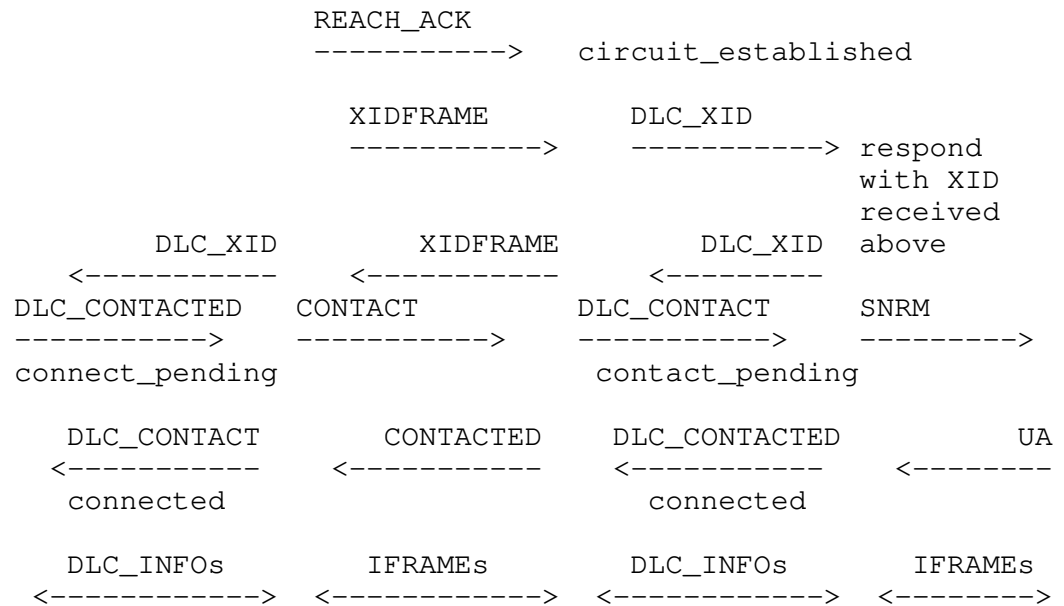 REACH_ACK
-----------> circuit_established
XIDFRAME DLC_XID
-----------> -----------> respond
with XID
received
DLC_XID XIDFRAME DLC_XID above
<----------- <----------- <---------
DLC_CONTACTED CONTACT DLC_CONTACT SNRM
-----------> -----------> -----------> --------->
connect_pending contact_pending
DLC_CONTACT CONTACTED DLC_CONTACTED UA
<----------- <----------- <----------- <--------
connected connected
DLC_INFOs IFRAMEs DLC_INFOs IFRAMEs
<------------> <------------> <------------> <-------->